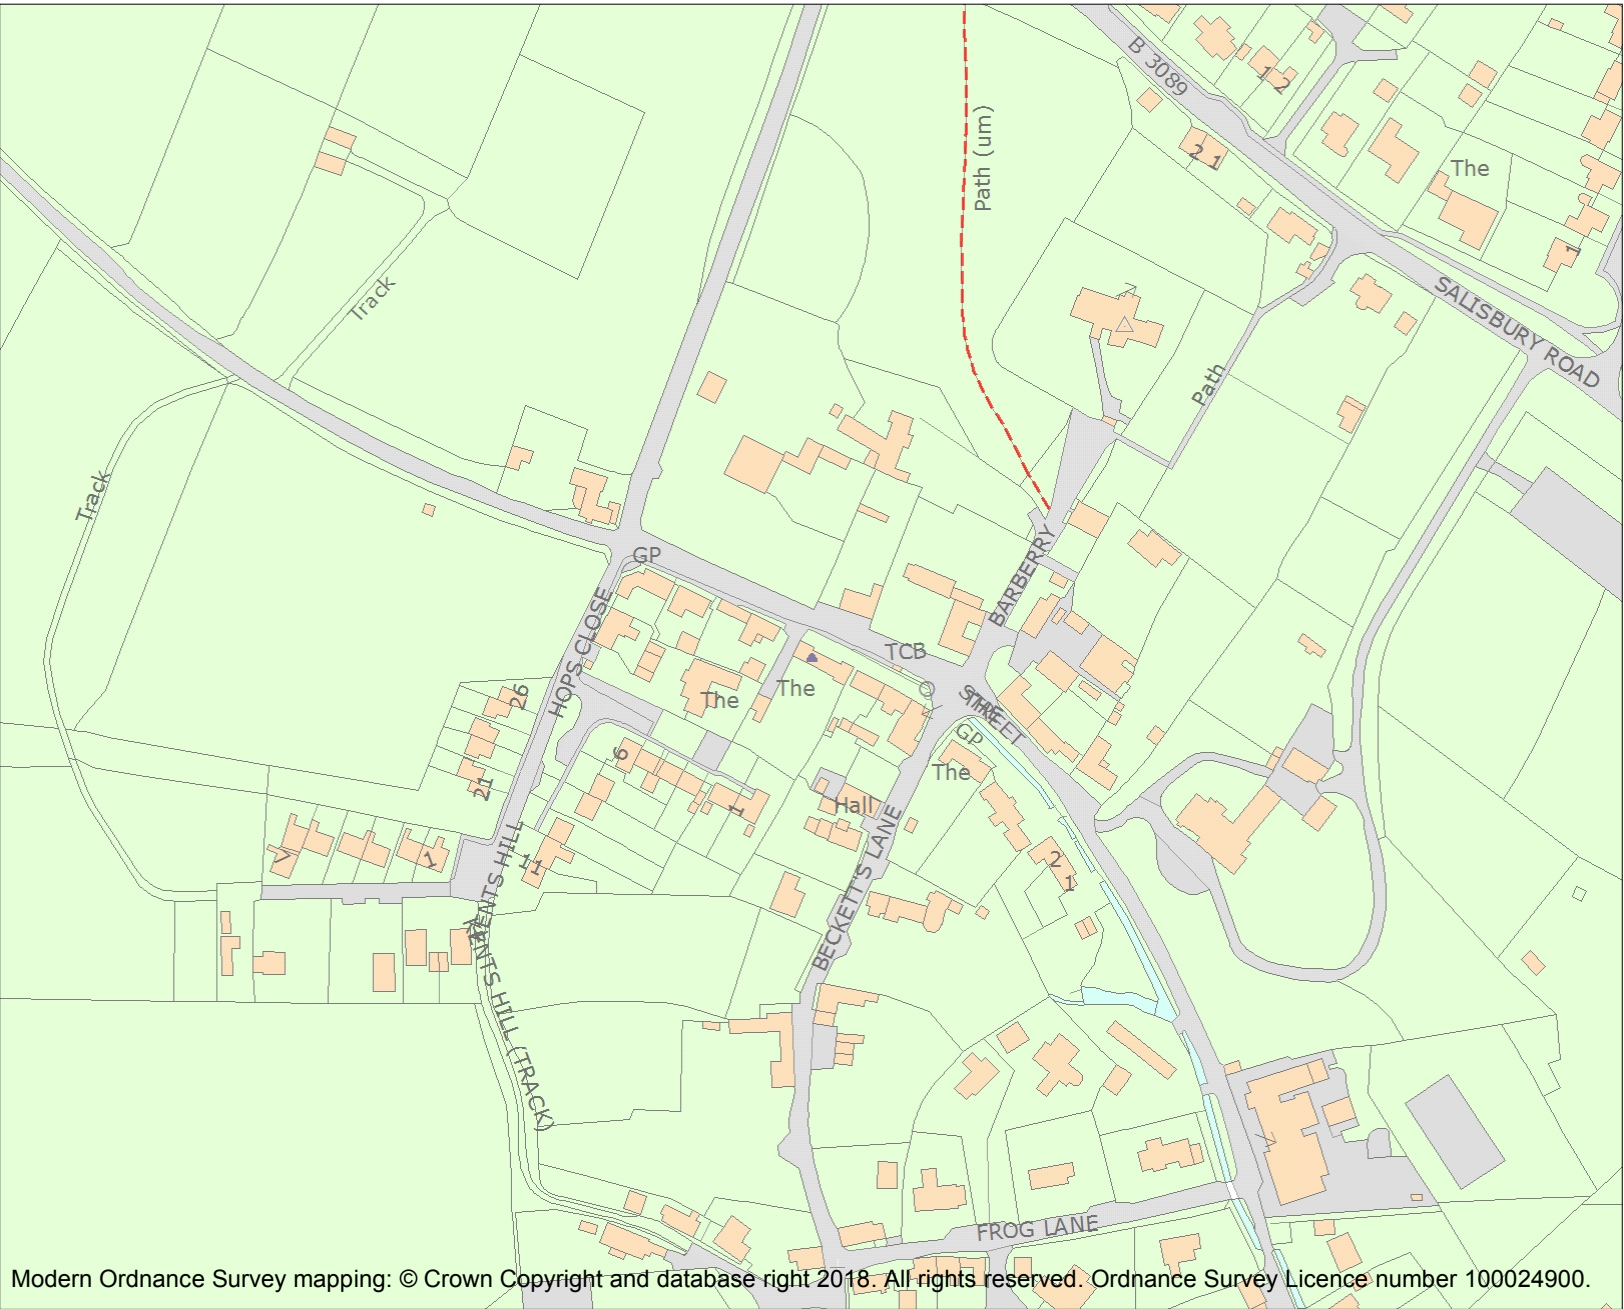 B 3089
1 2
Path (um)
2 1
The
1
Track
SALISBURY ROAD
Path
Track
GP
BARBERRY
HOPS CLOSE
TCB
26
The
The
THE
STREET
GP
6
The
21
Hall
1
BECKETT'S LANE
7
1
11
KENTS HILL
2
1
KENTS HILL (TRACK)
FROG LANE
Modern Ordnance Survey mapping: © Crown Copyright and database right 2018. All rights reserved. Ordnance Survey Licence number 100024900.